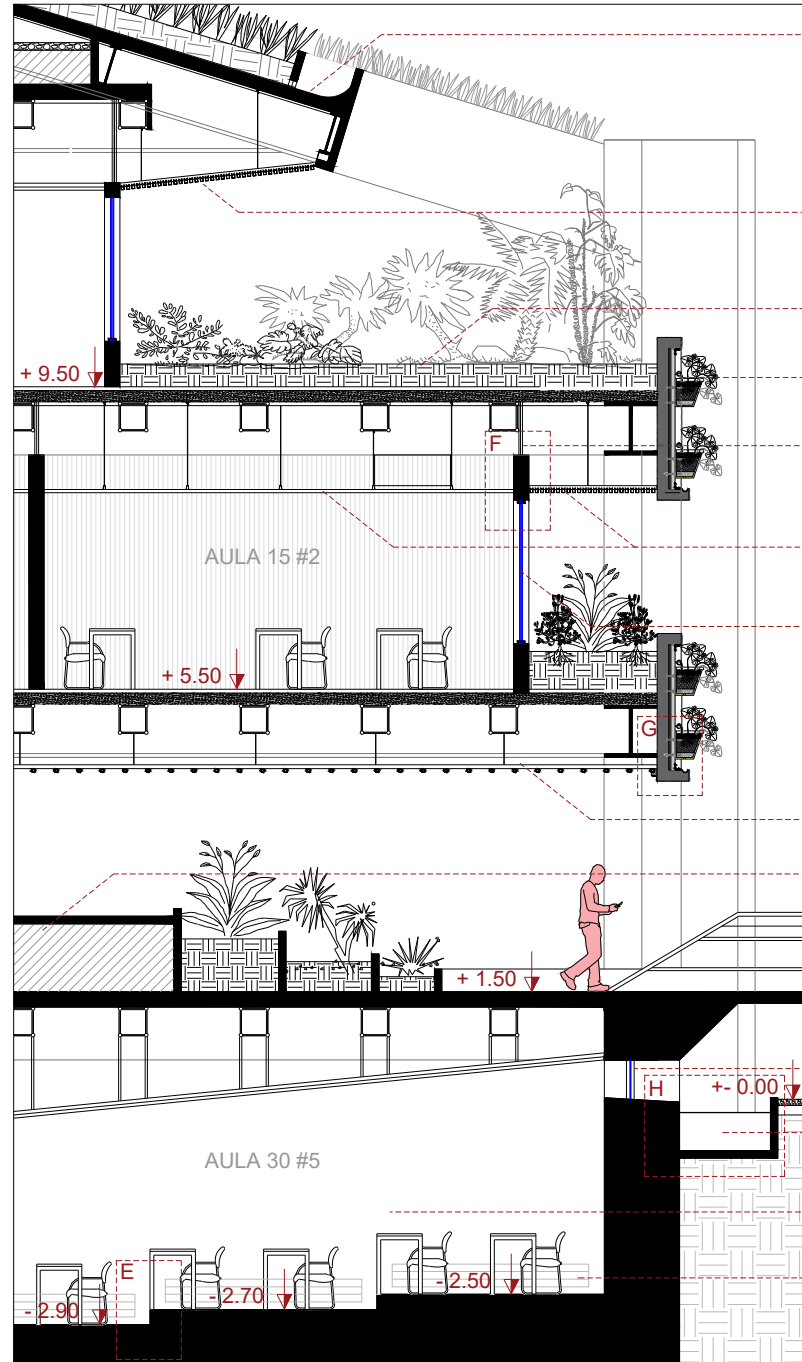 + 9.50
F
AULA 15 #2
+ 5.50
G
+ 1.50
H
+- 0.00
AULA 30 #5
E
- 2.50
- 2.70
- 2.90